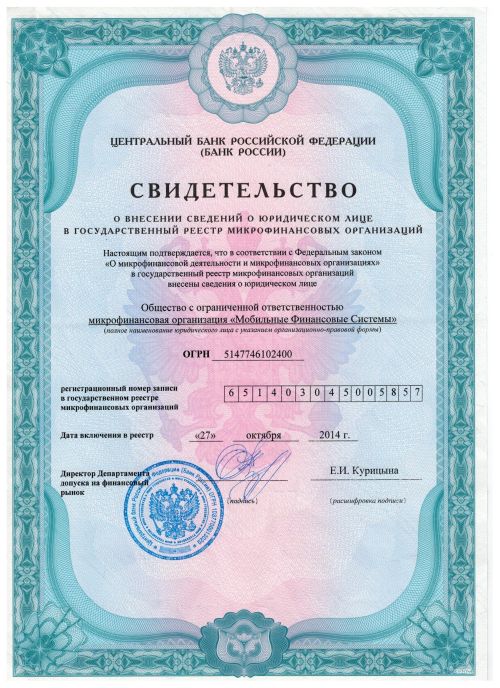 ЦЕНТРАЛЬНЫЙ БАНК РОССИЙСКОЙ ФЕДЕРАЦИИ
(БАНК РОССИИ)
СВИДЕТЕЛЬСТВО
О ВНЕСЕНИИ СВЕДЕНИЙ О ЮРИДИЧЕСКОМ ЛИЦЕ
В ГОСУДАРСТВЕННЫЙ РЕЕСТР МИКРОФИНАНСОВЫХ ОРГАНИЗАЦИЙ
Настоящим подтверждается, что в соответствии с Федеральным законом
«О микрофинансовой деятельности и микрофинансовых организациях»
в государственный реестр микрофинансовых организаций
внесены сведения о юридическом лице
Общество с ограниченной ответственностью
микрофинансовая организация «Мобильные Финансовые Системы»
(полное наименование юридического лица с указанием организационно-правовой формы)
ОГРН 5147746102400
регистрационный номер записи
в государственном реестре
микрофинансовых организаций
6 5 1 4 0 3 0 4 5 0 0 5 8 5 7
Дата включения в реестр «27» октября 2014 г.
Директор Департамента
допуска на финансовый
рынок
Е.И. Курицына
(подпись) (расшифровка подписи)